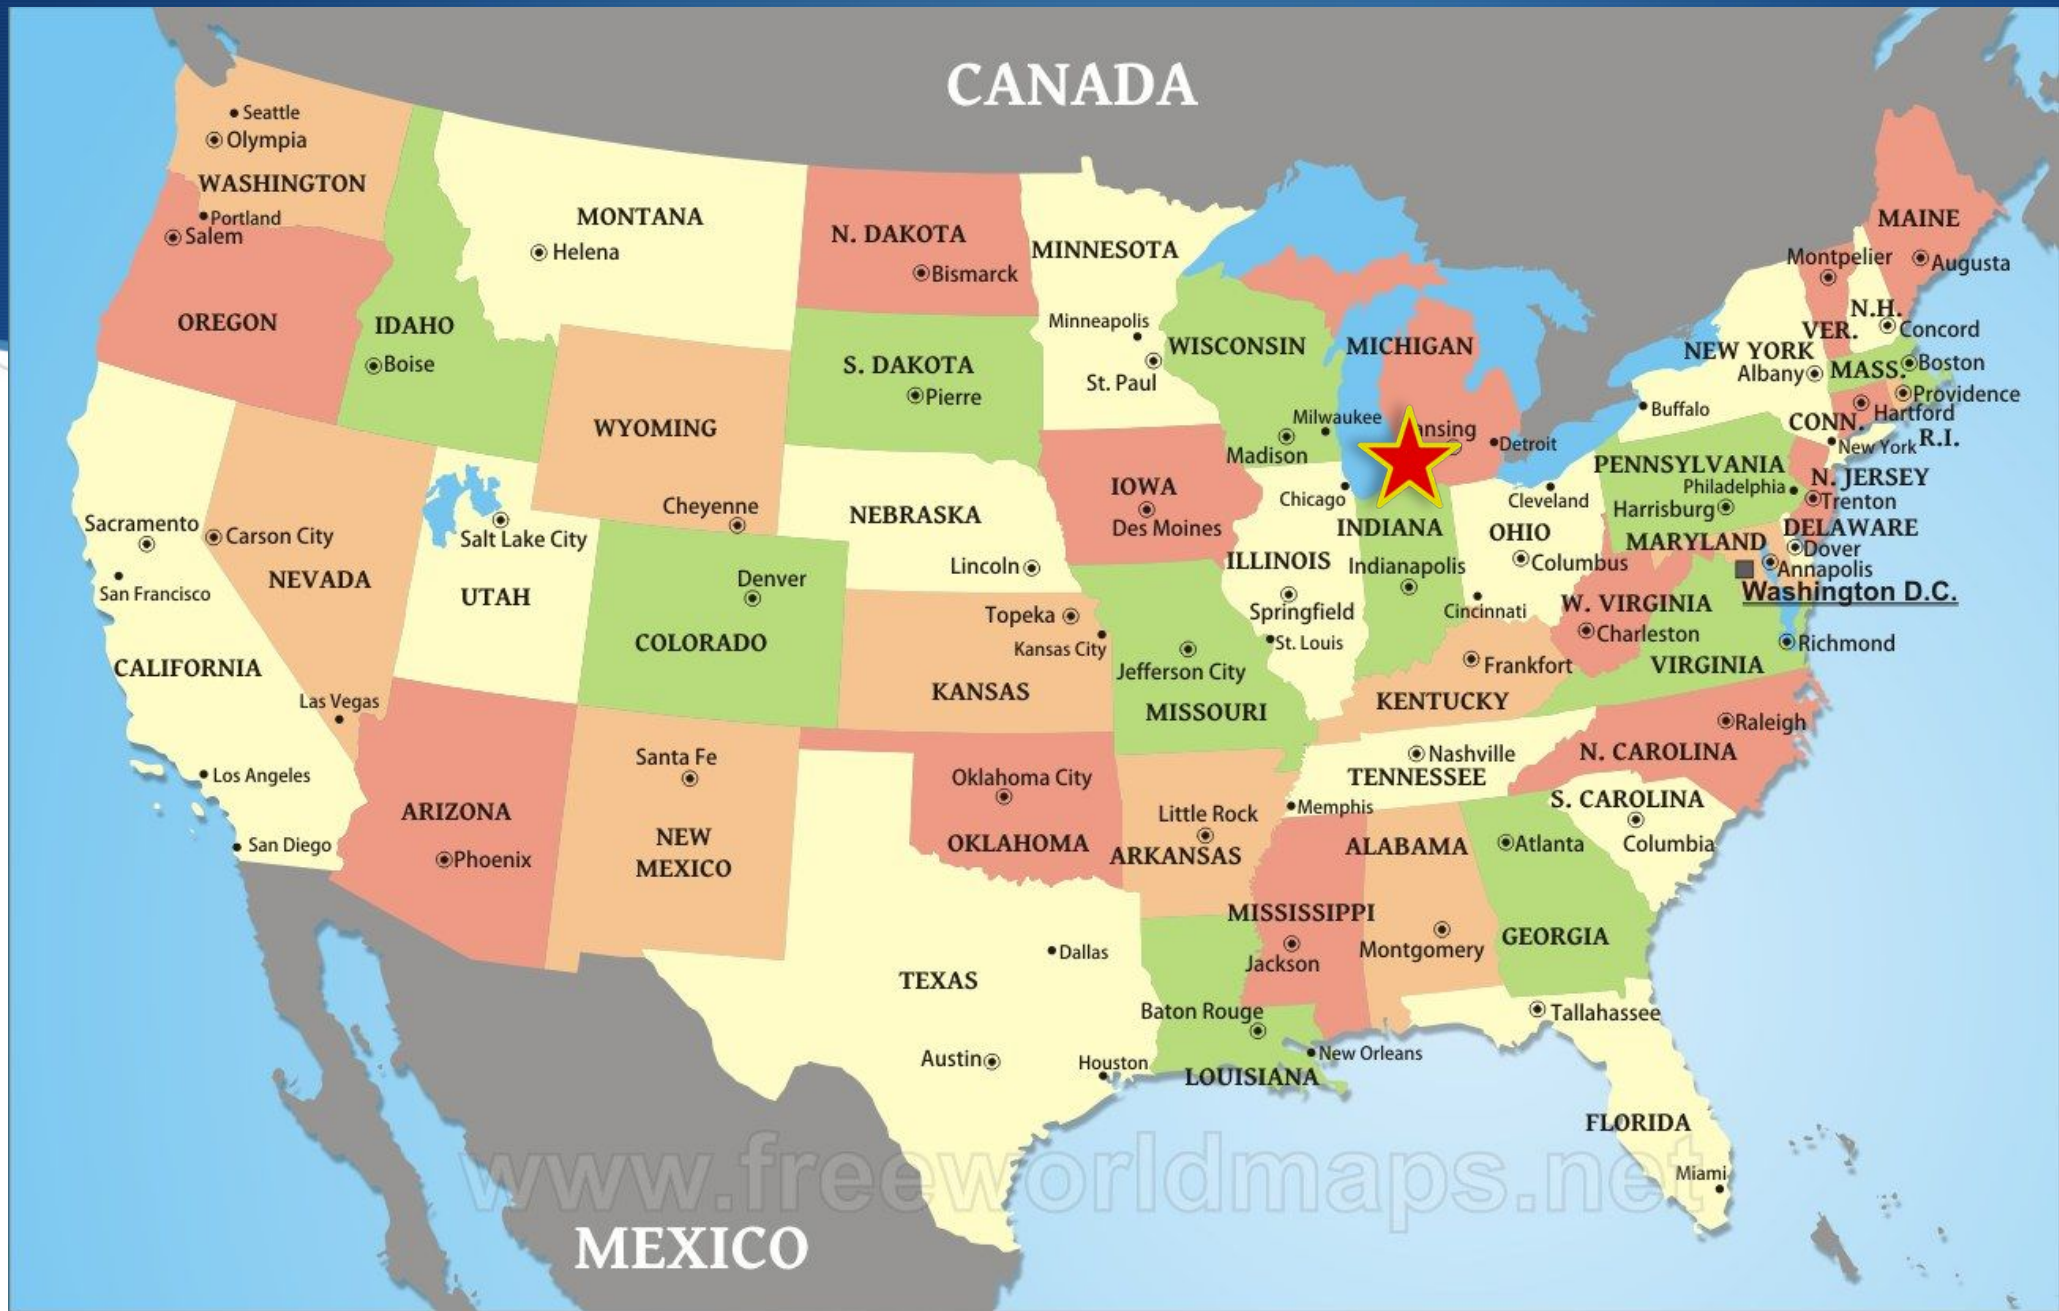 CANADA
Seattle
Olympia
WASHINGTON
Portland
Salem
OREGON
IDAHO
Boise
MONTANA
Helena
N. DAKOTA
Bismarck
MINNESOTA
Minneapolis
St. Paul
S. DAKOTA
Pierre
WYOMING
Cheyenne
WISCONSIN
Milwaukee
Madison
MICHIGAN
ansing
Detroit
MAINE
Augusta
Montpelier
N.H.
Concord
VER.
NEW YORK
Albany
MASS.
Boston
Providence
Hartford
CONN.
R.I.
New York
Buffalo
PENNSYLVANIA
Philadelphia
Harrisburg
N. JERSEY
Trenton
DELAWARE
Dover
MARYLAND
Annapolis
Washington D.C.
Sacramento
Carson City
San Francisco
NEVADA
Las Vegas
CALIFORNIA
Los Angeles
San Diego
Salt Lake City
UTAH
Denver
COLORADO
NEBRASKA
Lincoln
IOWA
Des Moines
Chicago
ILLINOIS
Springfield
INDIANA
Indianapolis
OHIO
Cleveland
Columbus
Cincinnati
W. VIRGINIA
Charleston
Richmond
VIRGINIA
Topeka
Kansas City
KANSAS
St. Louis
Jefferson City
MISSOURI
Frankfort
KENTUCKY
Raleigh
N. CAROLINA
Nashville
TENNESSEE
Memphis
S. CAROLINA
Columbia
ARIZONA
Phoenix
Santa Fe
NEW
MEXICO
Oklahoma City
OKLAHOMA
Little Rock
ARKANSAS
MISSISSIPPI
Jackson
ALABAMA
Montgomery
Atlanta
GEORGIA
Dallas
TEXAS
Austin
Houston
Baton Rouge
New Orleans
LOUISIANA
Tallahassee
FLORIDA
Miami
www.freeworldmaps.net
MEXICO